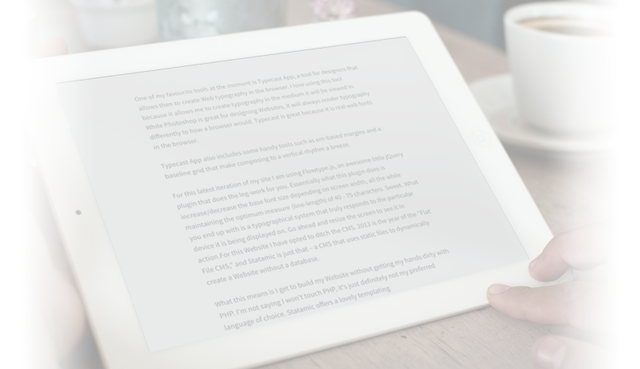 One of my favourite tools at the moment is Typecast App, a tool for designers that
allows then to create Web typography in the browser. I love using this tool
because it allows me to create typography in the medium it will be viewed in.
While Photoshop is great for designing Websites, it will always render typography
differently to how a browser would. Typecast is great because it is real web fonts
in the browser.
Typecast App also includes some handy tools such as em-based margins and a
baseline grid that make composing to a vertical rhythm a breeze.
For this latest iteration of my site I am using Flowtype.js, an awesome little jQuery
plugin that does the leg work for you. Essentially what this plugin does is
increase/decrease the base font size depending on screen width, all the while
maintaining the optimum measure (line-length) of 45 - 75 characters. Sweet. What
you end up with is a typographical system that truly responds to the particular
device it is being displayed on. Go ahead and resize the screen to see it in
action.For this Website I have opted to ditch the CMS. 2013 is the year of the "Flat
File CMS," and Statamic is just that – a CMS that uses static files to dynamically
create a Website without a database.
What this means is I get to build my Website without getting my hands dirty with
PHP. I'm not saying I won't touch PHP, it's just definitely not my preferred
language of choice. Statamic offers a lovely templating